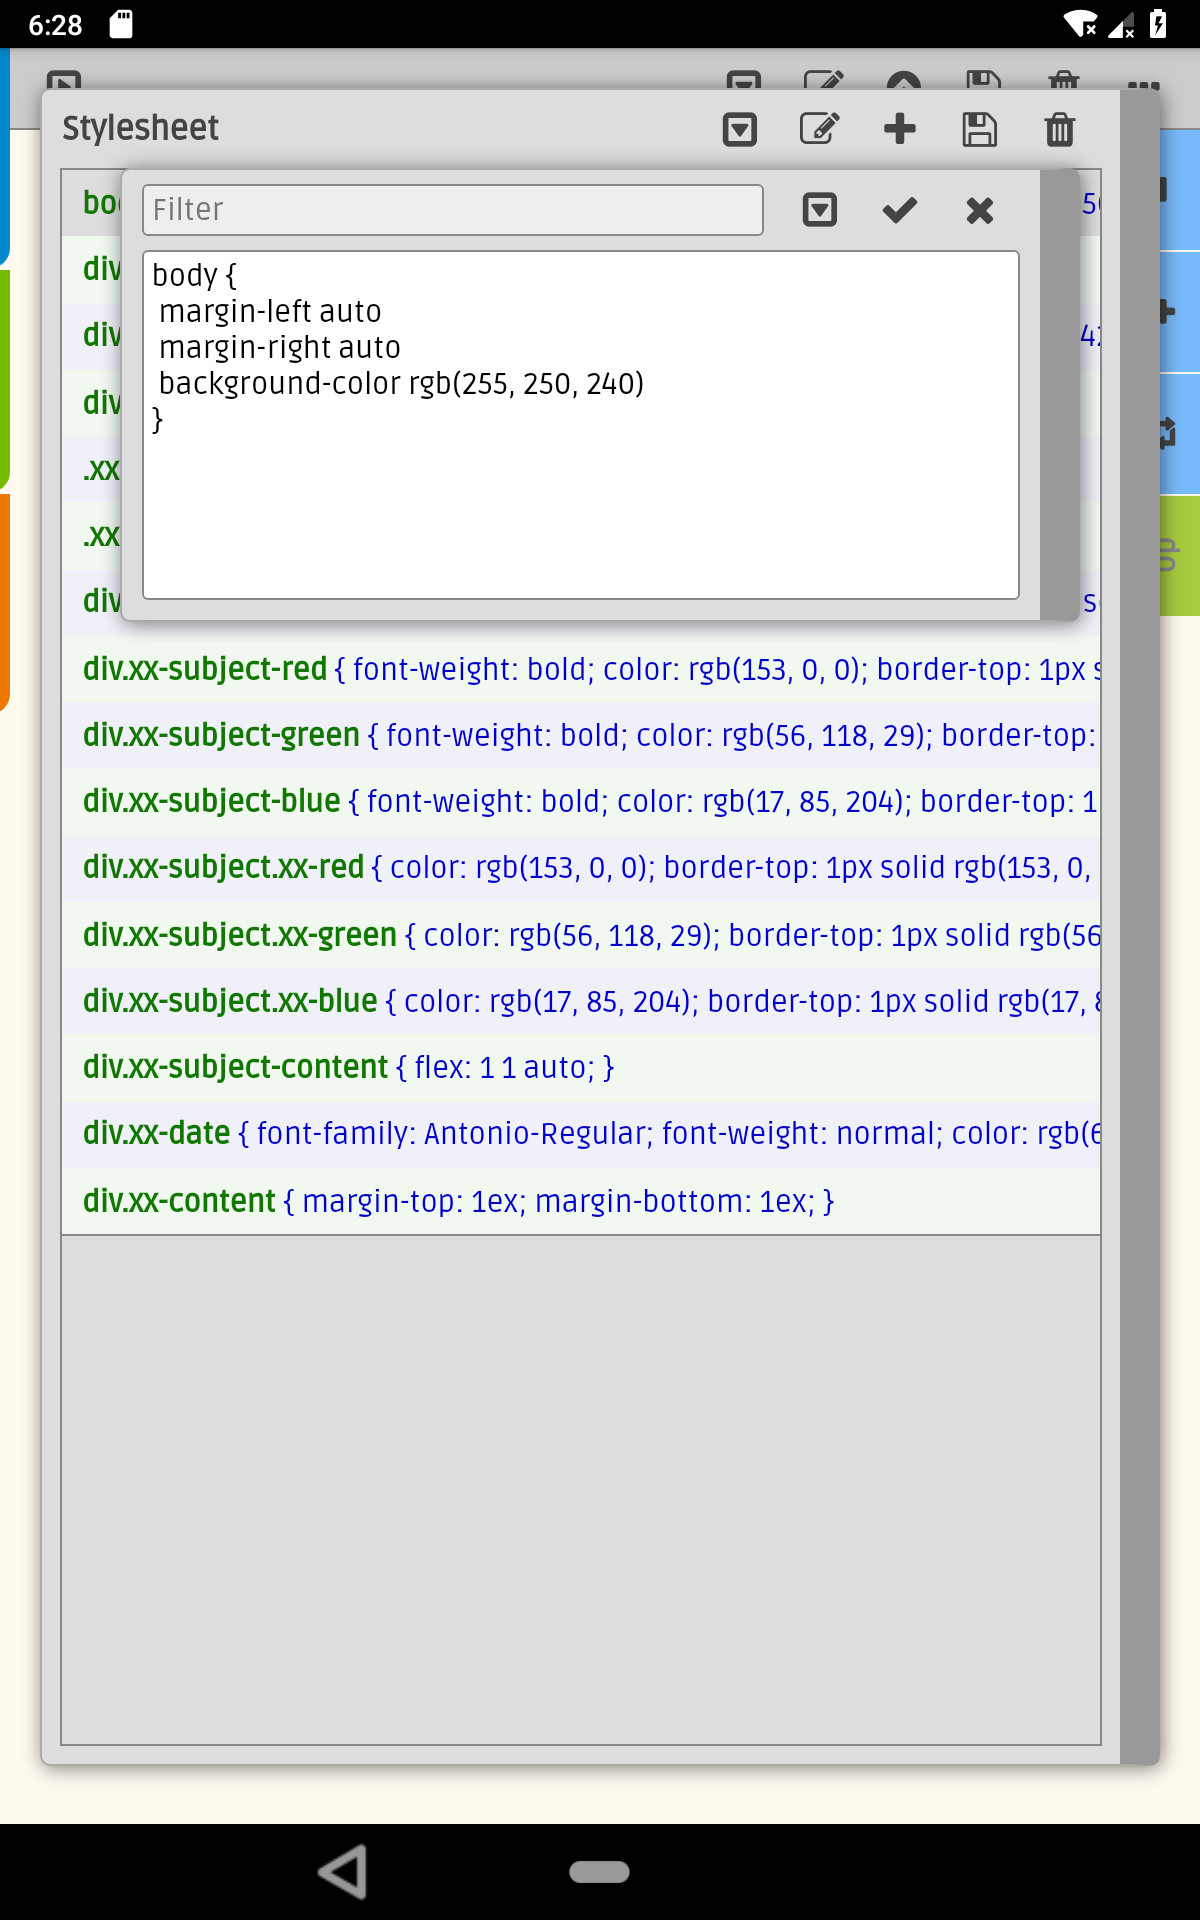 6:28
Stylesheet
Filter
body {
margin-left auto
margin-right auto
background-color rgb(255, 250, 240)
}
div
div
div
.xx
.xx
div
div.xx-subject-red { font-weight: bold; color: rgb(153, 0, 0); border-top: 1px s
div.xx-subject-green { font-weight: bold; color: rgb(56, 118, 29); border-top:
div.xx-subject-blue { font-weight: bold; color: rgb(17, 85, 204); border-top: 1
div.xx-subject.xx-red { color: rgb(153, 0, 0); border-top: 1px solid rgb(153, 0,
div.xx-subject.xx-green { color: rgb(56, 118, 29); border-top: 1px solid rgb(56
div.xx-subject.xx-blue { color: rgb(17, 85, 204); border-top: 1px solid rgb(17,
div.xx-subject-content { flex: 1 1 auto; }
div.xx-date { font-family: Antonio-Regular; font-weight: normal; color: rgb(6
div.xx-content { margin-top: 1ex; margin-bottom: 1ex; }